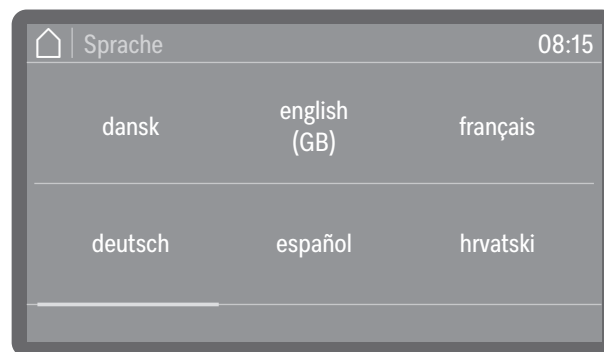 Sprache 08:15
dansk english (GB) français
deutsch español hrvatski